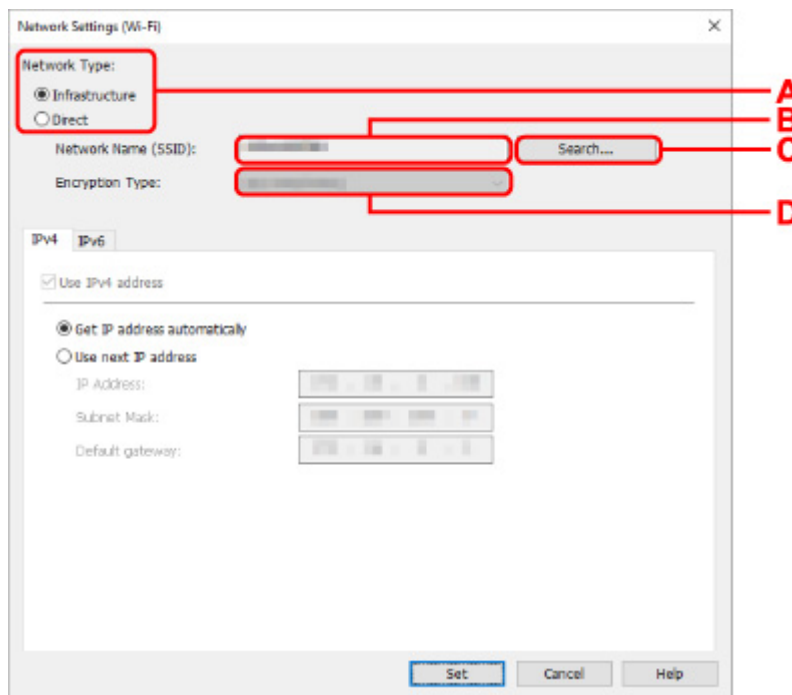 Network Settings (Wi-Fi)
Network Type:
Infrastructure
A
Direct
B
Network Name (SSID):
Search...
C
Encryption Type:
D
IPv4
IPv6
Use IPv4 address
Get IP address automatically
Use next IP address
IP Address:
Subnet Mask:
Default gateway:
Set
Cancel
Help